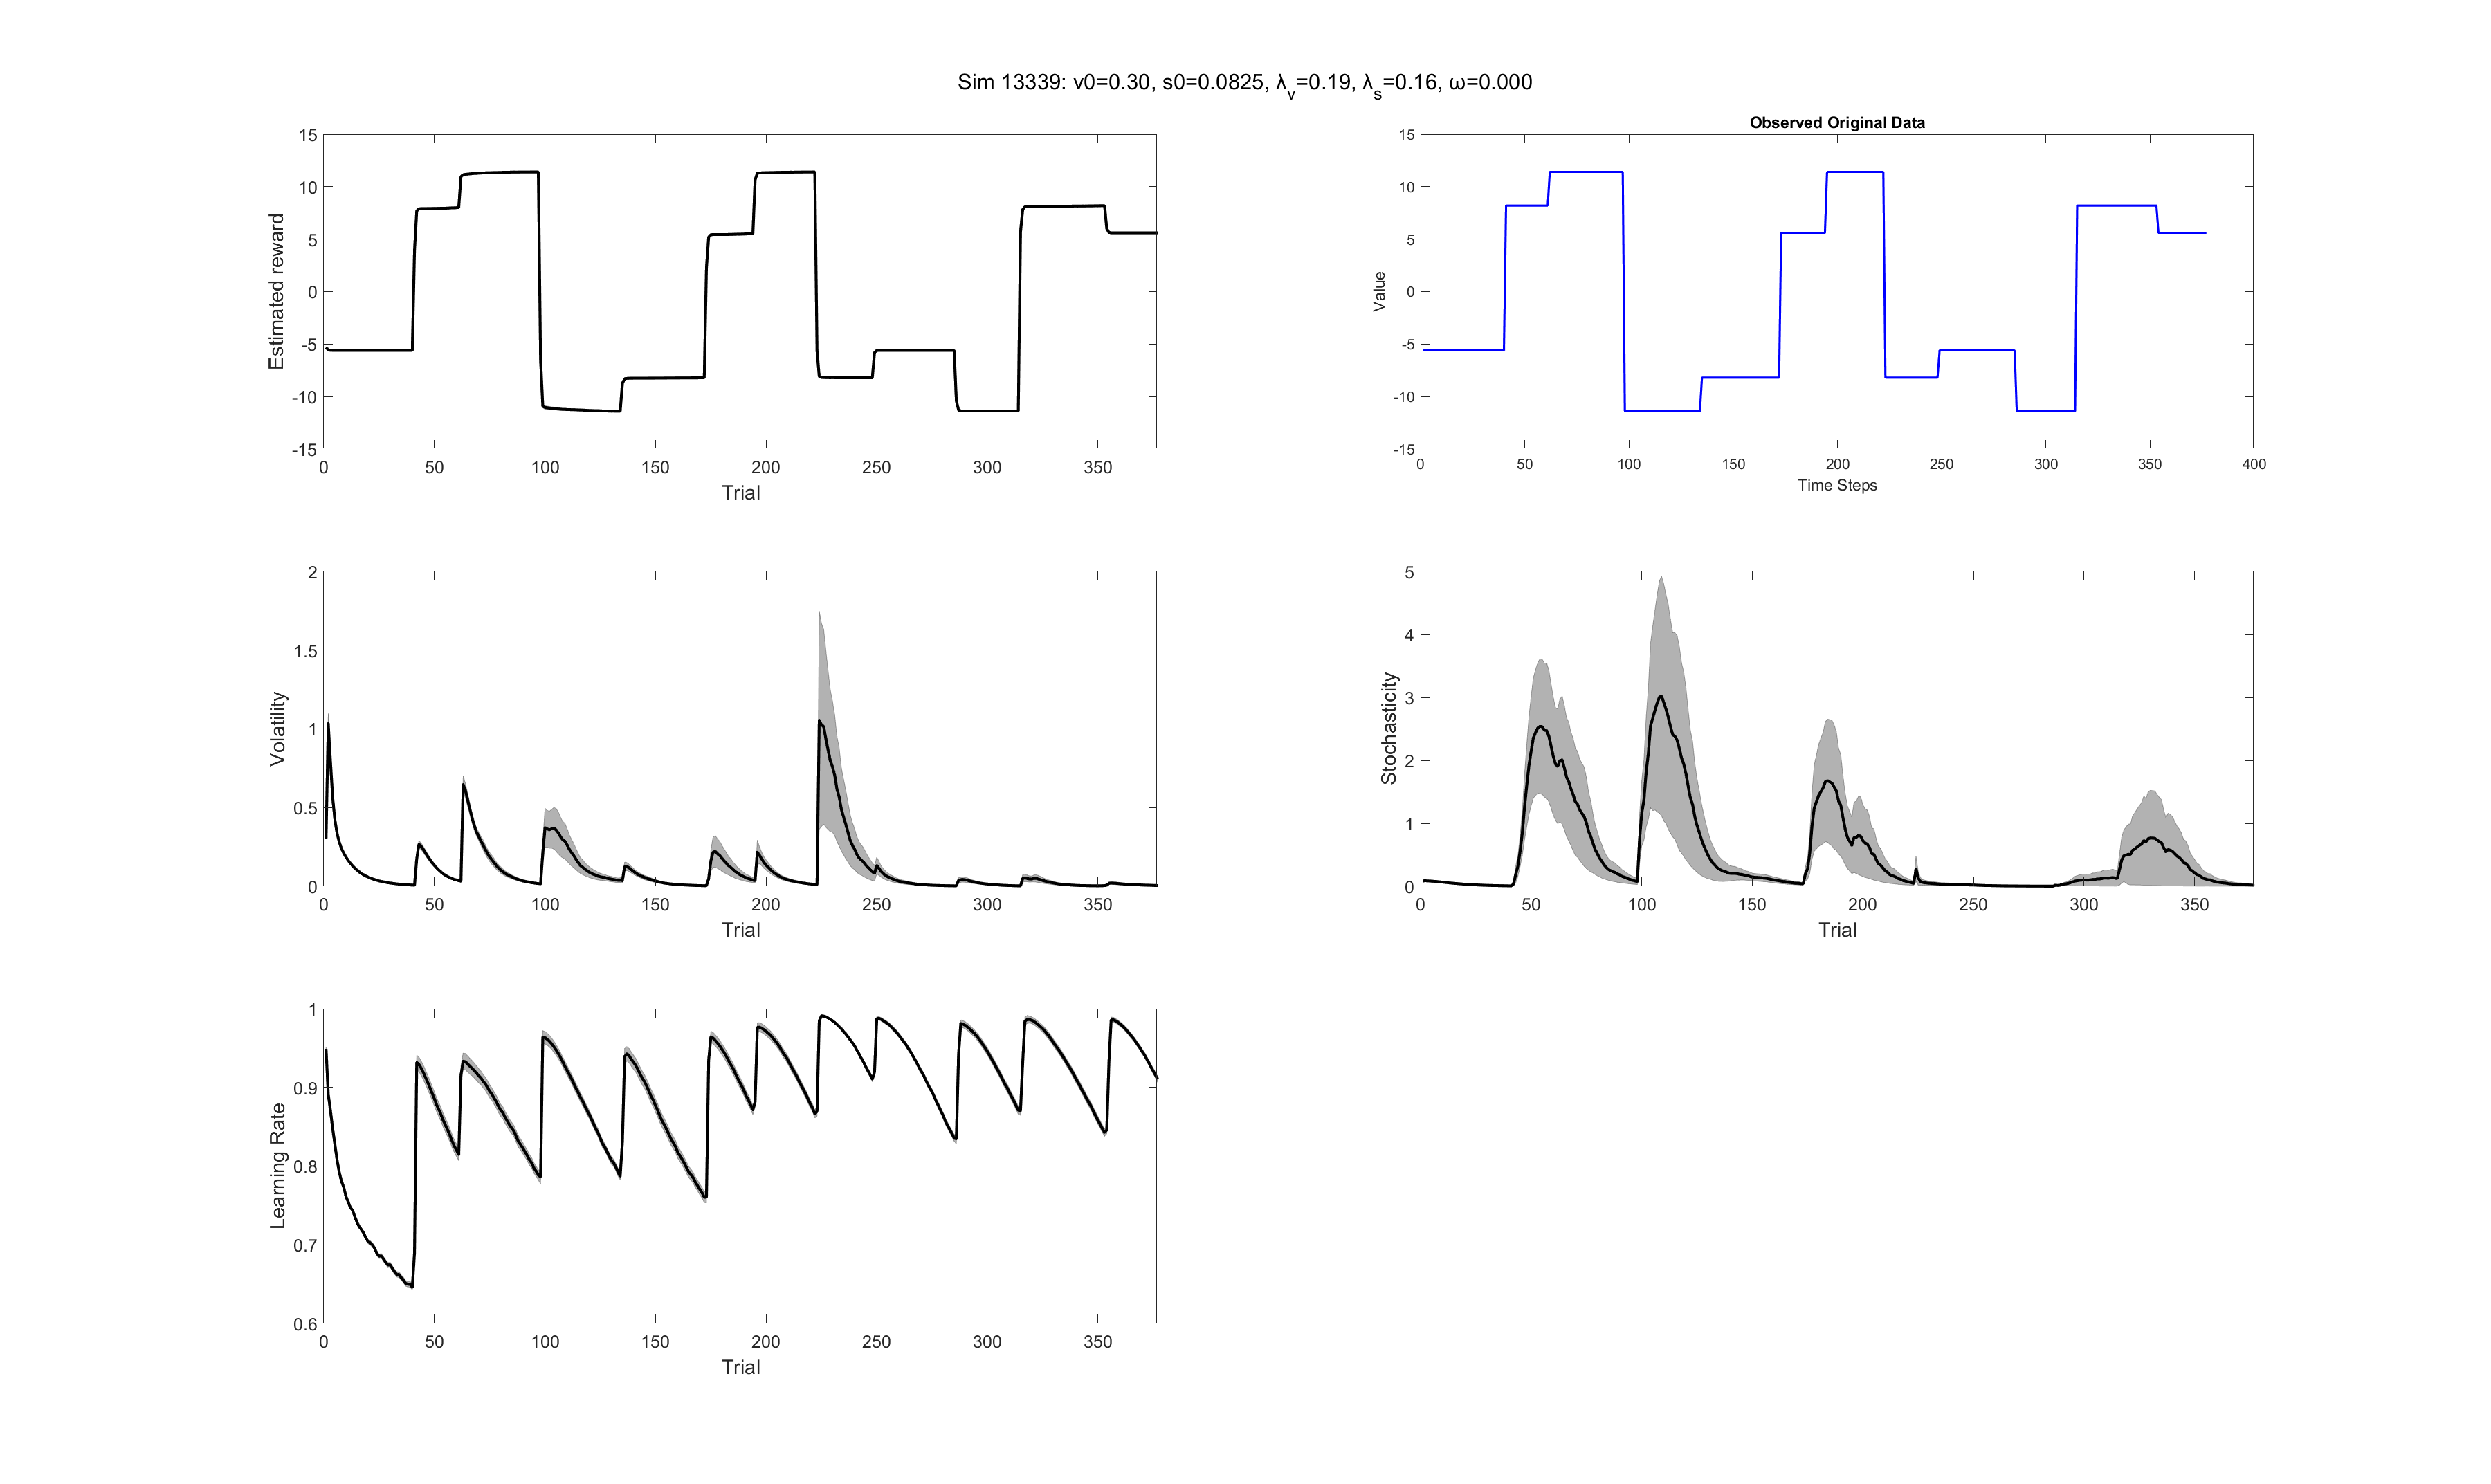 Sim 13339: v0=0.30, s0=0.0825, λv=0.19, λs=0.16, ω=0.000
15
10
5
0
-5
-10
-15
Estimated reward
0 50 100 150 200 250 300 350
Trial
Observed Original Data
15
10
5
0
-5
-10
-15
Value
0 50 100 150 200 250 300 350 400
Time Steps
2
1.5
1
0.5
0
Volatility
0 50 100 150 200 250 300 350
Trial
5
4
3
2
1
0
Stochasticity
0 50 100 150 200 250 300 350
Trial
1
0.9
0.8
0.7
0.6
Learning Rate
0 50 100 150 200 250 300 350
Trial